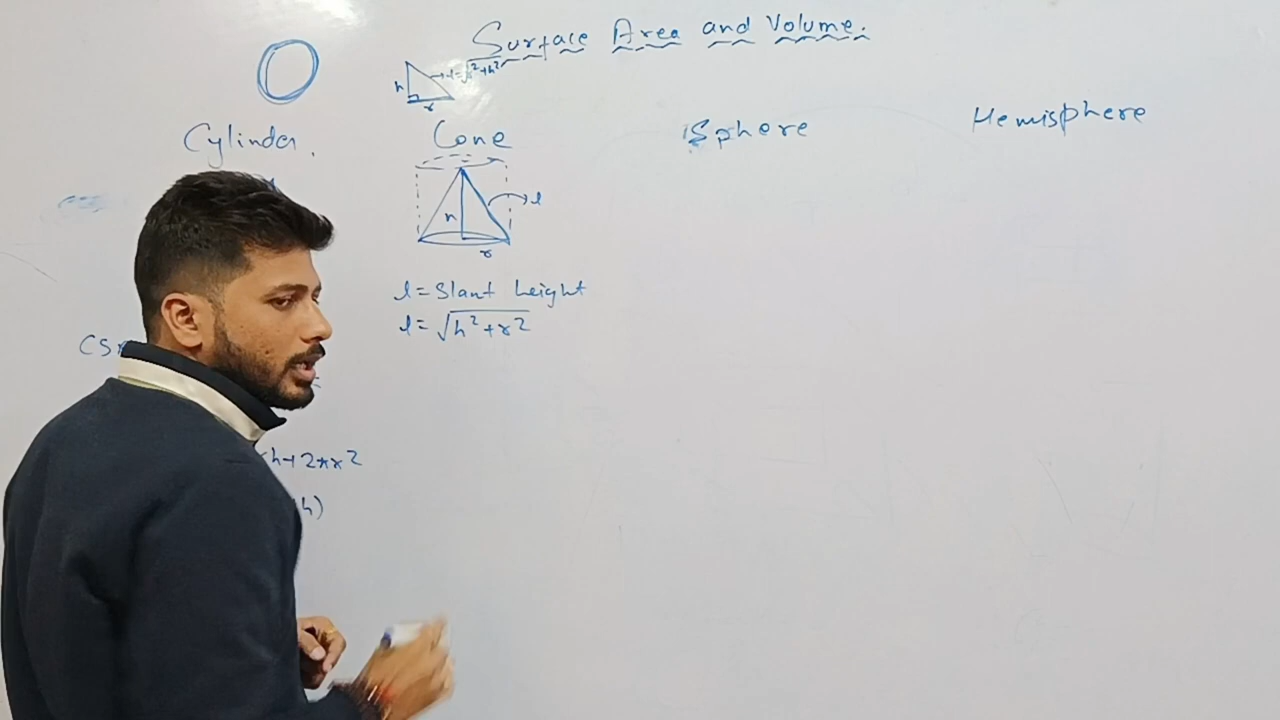 Surface Area and Volume.
h
l=√r²+h²
r
Cylinder.
Cone
Sphere
Hemisphere
h
l
r
l = Slant height
l = √h²+r²
CS
h+2πr²
h)